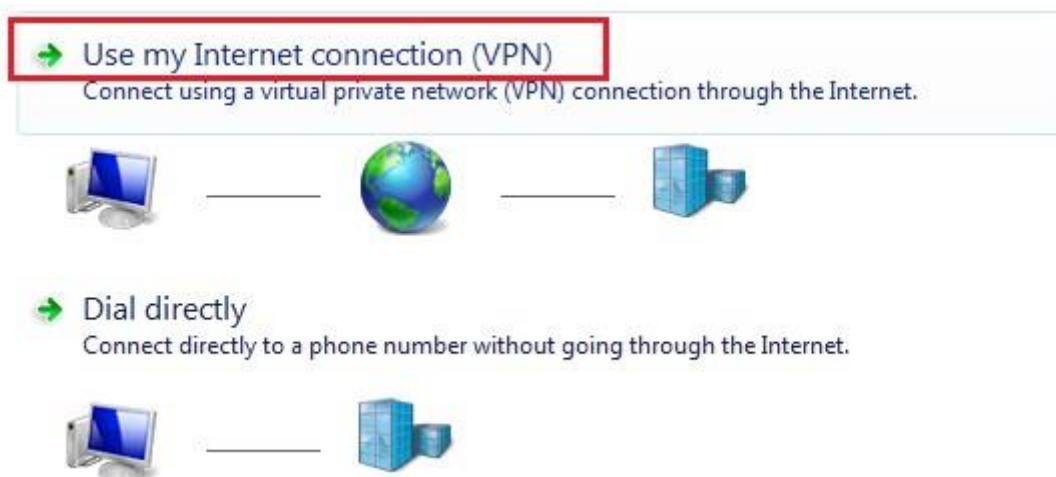 Use my Internet connection (VPN)
Connect using a virtual private network (VPN) connection through the Internet.
Dial directly
Connect directly to a phone number without going through the Internet.